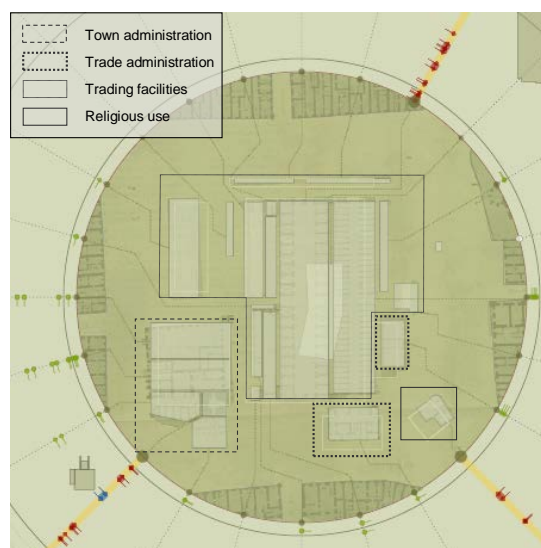 Town administration
Trade administration
Trading facilities
Religious use